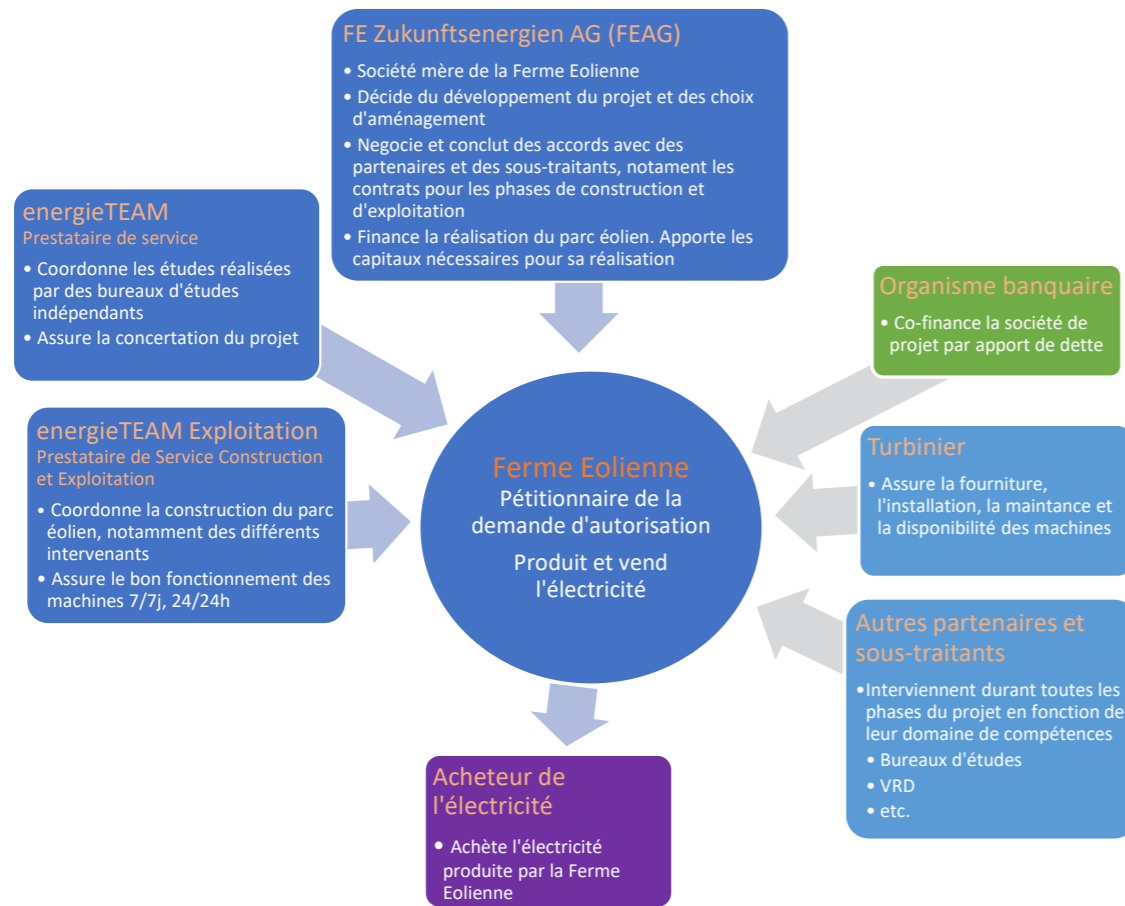 FE Zukunftsenergien AG (FEAG)
• Société mère de la Ferme Eolienne
• Décide du développement du projet et des choix
d'aménagement
• Negocie et conclut des accords avec des
partenaires et des sous-traitants, notament les
contrats pour les phases de construction et
d'exploitation
• Finance la réalisation du parc éolien. Apporte les
capitaux nécessaires pour sa réalisation
energieTEAM
Prestataire de service
• Coordonne les études réalisées
par des bureaux d'études
indépendants
• Assure la concertation du projet
energieTEAM Exploitation
Prestataire de Service Construction
et Exploitation
• Coordonne la construction du parc
éolien, notamment des différents
intervenants
• Assure le bon fonctionnement des
machines 7/7j, 24/24h
Ferme Eolienne
Pétitionnaire de la
demande d'autorisation
Produit et vend
l'électricité
Organisme banquaire
• Co-finance la société de
projet par apport de dette
Turbinier
• Assure la fourniture,
l'installation, la maintance et
la disponibilité des machines
Autres partenaires et
sous-traitants
•Interviennent durant toutes les
phases du projet en fonction de
leur domaine de compétences
• Bureaux d'études
• VRD
• etc.
Acheteur de
l'électricité
• Achète l'électricité
produite par la Ferme
Eolienne